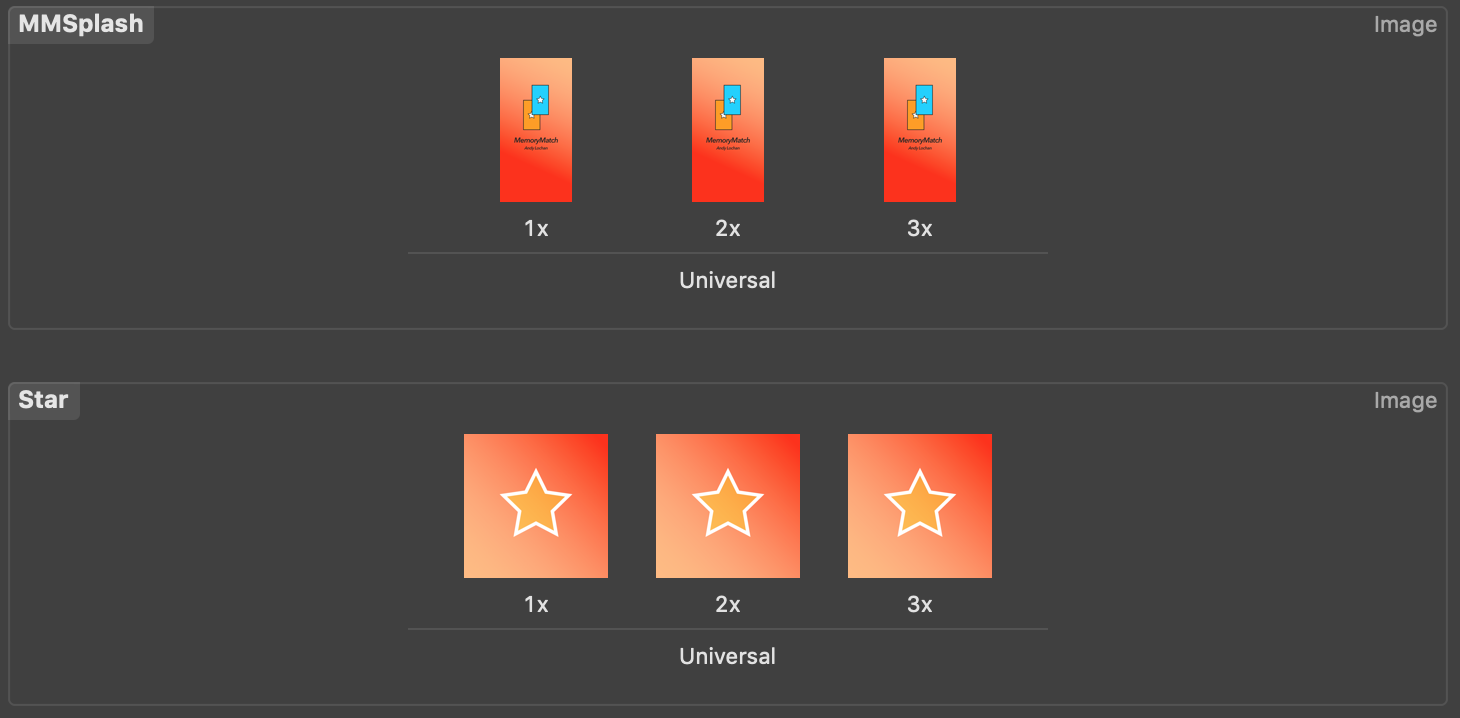 MMSplash
Image
MemoryMatch
MemoryMatch
MemoryMatch
1x
2x
3x
Universal
Star
Image
1x
2x
3x
Universal